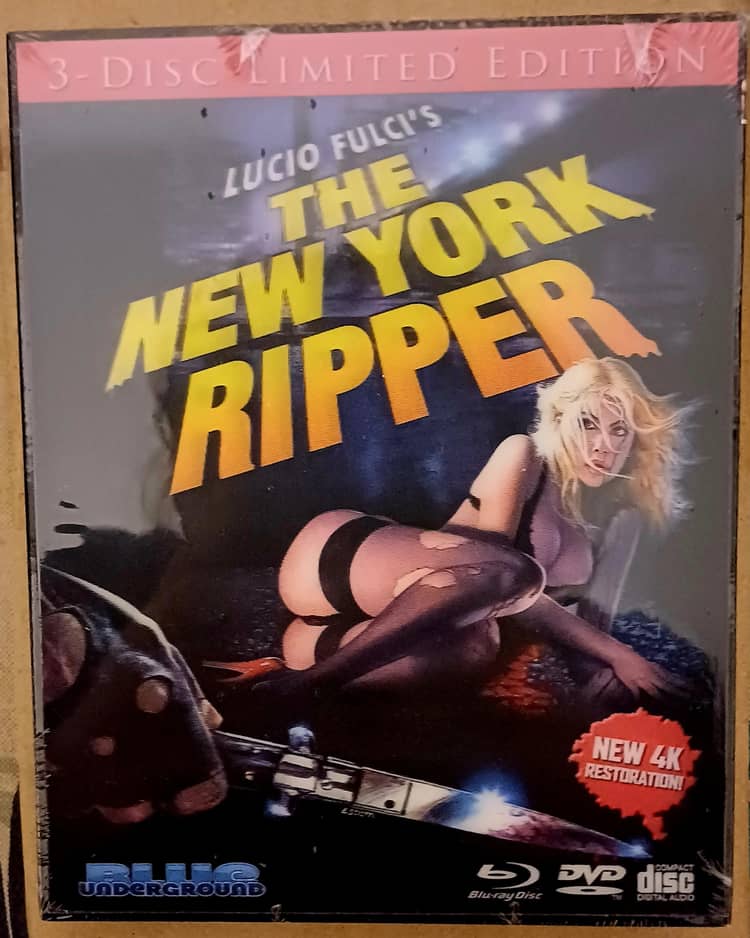 3-DISC LIMITED EDITION
LUCIO FULCI'S
THE
NEW YORK
RIPPER
NEW 4K
RESTORATION!
BLUE
UNDERGROUND
Blu-ray Disc
DVD
TM
COMPACT
disc
DIGITAL AUDIO